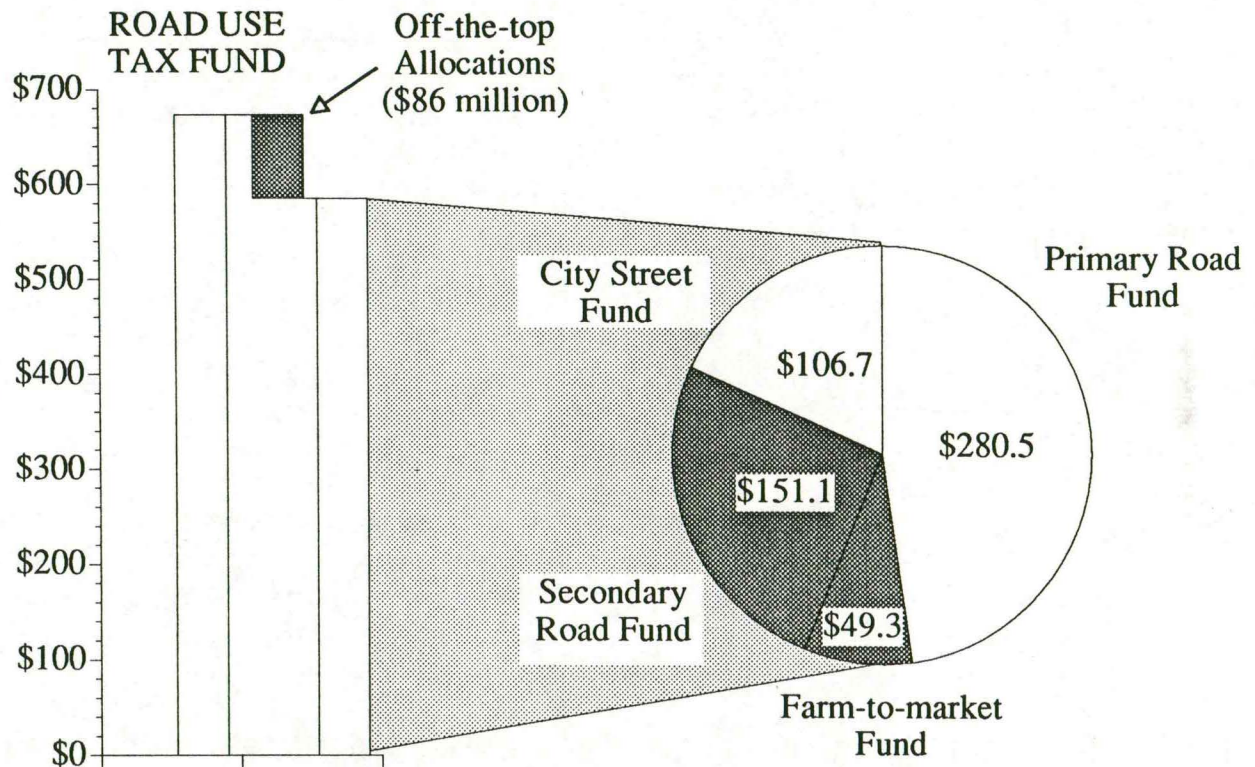 ROAD USE
TAX FUND
Off-the-top
Allocations
($86 million)
$700
$600
$500
$400
$300
$200
$100
$0
City Street
Fund
Primary Road
Fund
$106.7
$280.5
$151.1
$49.3
Secondary
Road Fund
Farm-to-market
Fund